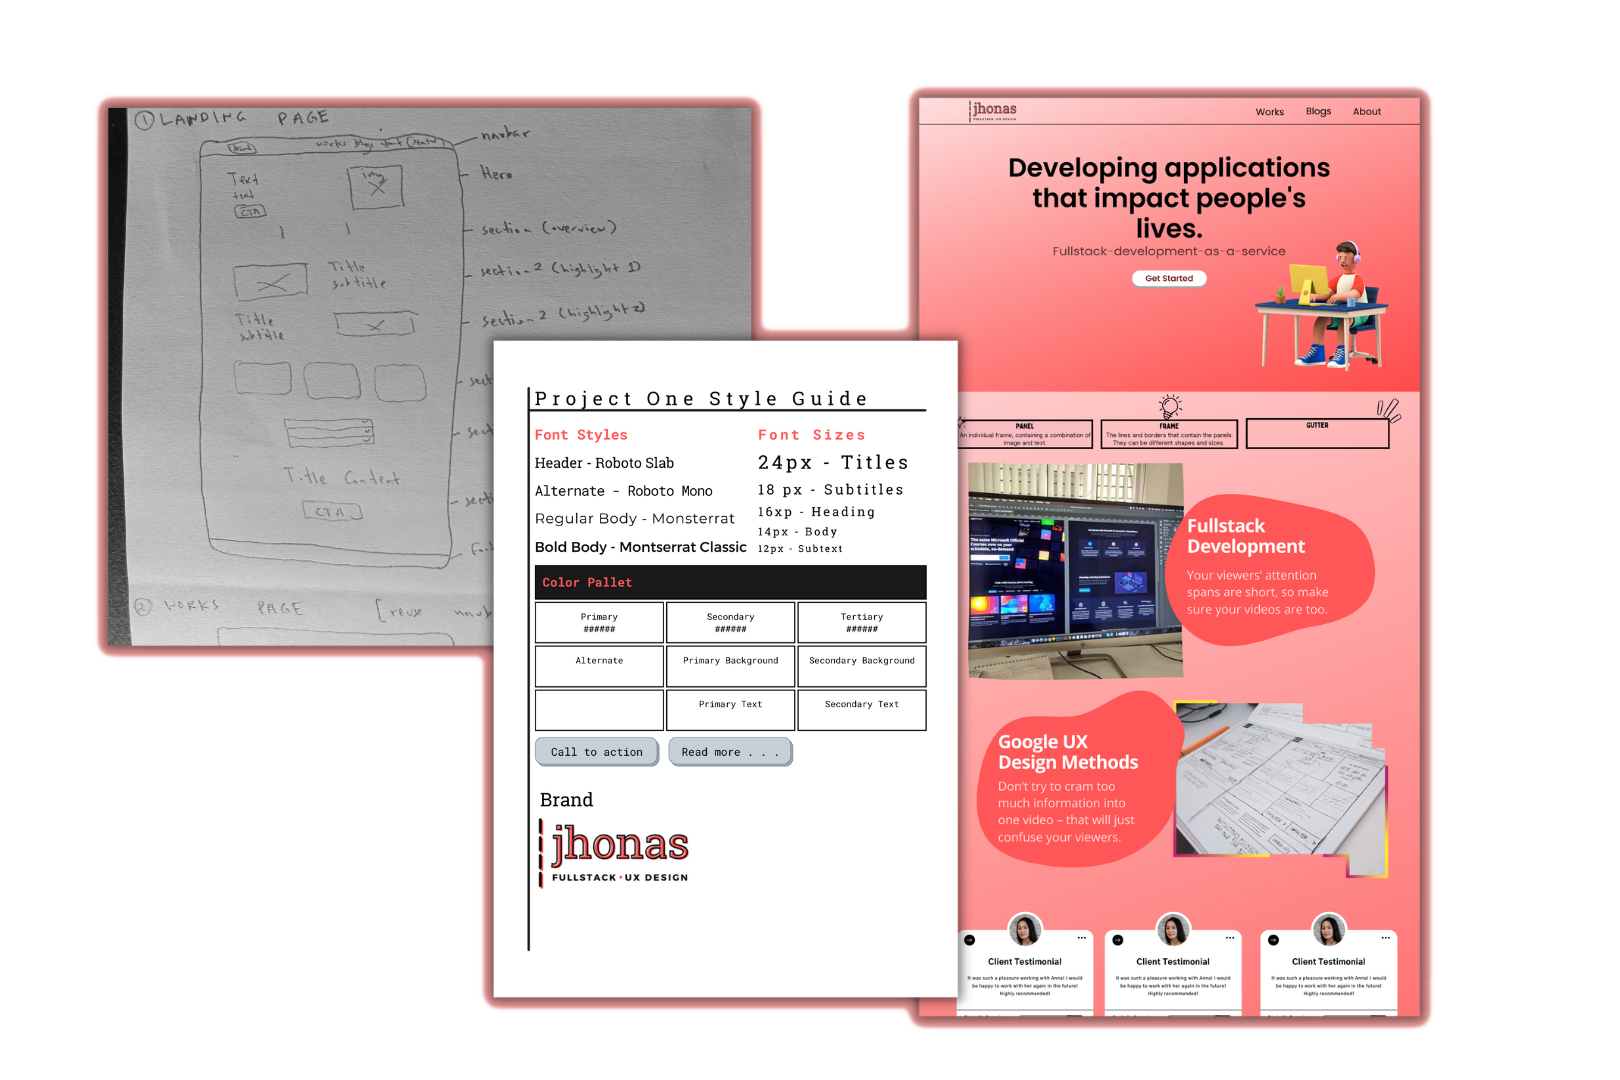 ① LANDING PAGE
Brand works blogs about (status)
navbar
Text
text
CTA
img
Hero
section (overview)
Title
subtitle
section 2 (highlight 1)
Title
subtitle
section 2 (highlight 2)
sect
sect
Title Content
CTA
sect
② WORKS PAGE [reuse navb
Project One Style Guide
Font Styles
Header - Roboto Slab
Alternate - Roboto Mono
Regular Body - Monsterrat
Bold Body - Montserrat Classic
Font Sizes
24px - Titles
18 px - Subtitles
16xp - Heading
14px - Body
12px - Subtext
Color Pallet
Primary
######
Secondary
######
Tertiary
######
Alternate
Primary Background
Secondary Background
Primary Text
Secondary Text
Call to action
Read more . . .
Brand
jhonas
FULLSTACK·UX DESIGN
jhonas
FULLSTACK·UX DESIGN
Works Blogs About
Developing applications
that impact people's
lives.
Fullstack-development-as-a-service
Get Started
PANEL
An individual frame, containing a combination of
image and text.
FRAME
The lines and borders that contain the panels.
They can be different shapes and sizes.
GUTTER
Fullstack
Development
Your viewers' attention
spans are short, so make
sure your videos are too.
Google UX
Design Methods
Don't try to cram too
much information into
one video – that will just
confuse your viewers.
Client Testimonial
It was such a pleasure working with Anna! I would
be happy to work with her again in the future!
Highly recommended!
Client Testimonial
It was such a pleasure working with Anna! I would
be happy to work with her again in the future!
Highly recommended!
Client Testimonial
It was such a pleasure working with Anna! I would
be happy to work with her again in the future!
Highly recommended!